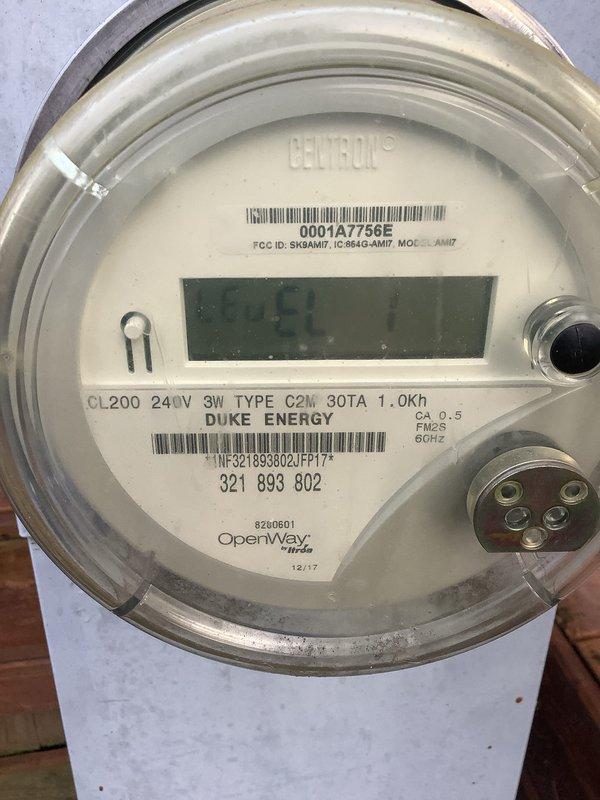 CENTRON®
0001A7756E
FCC ID: SK9AMI7, IC:864G-AMI7, MODEL:AMI7
LEvEL 1
CL200 240V 3W TYPE C2M 30TA 1.0Kh
DUKE ENERGY
CA 0.5
FM2S
60Hz
*1NF321893802JFP17*
321 893 802
8280601
OpenWay®
by Itrón
12/17